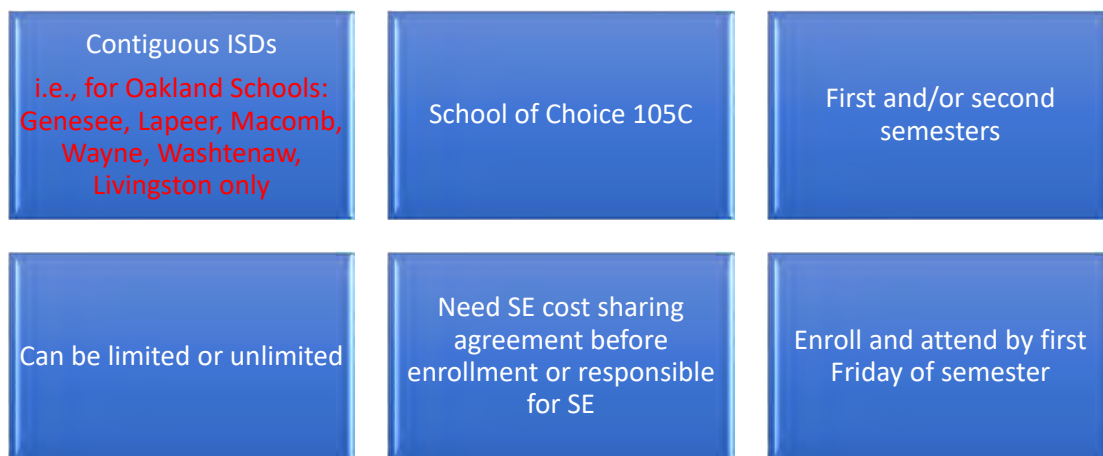 Contiguous ISDs
i.e., for Oakland Schools:
Genesee, Lapeer, Macomb,
Wayne, Washtenaw,
Livingston only
School of Choice 105C
First and/or second
semesters
Can be limited or unlimited
Need SE cost sharing
agreement before
enrollment or responsible
for SE
Enroll and attend by first
Friday of semester